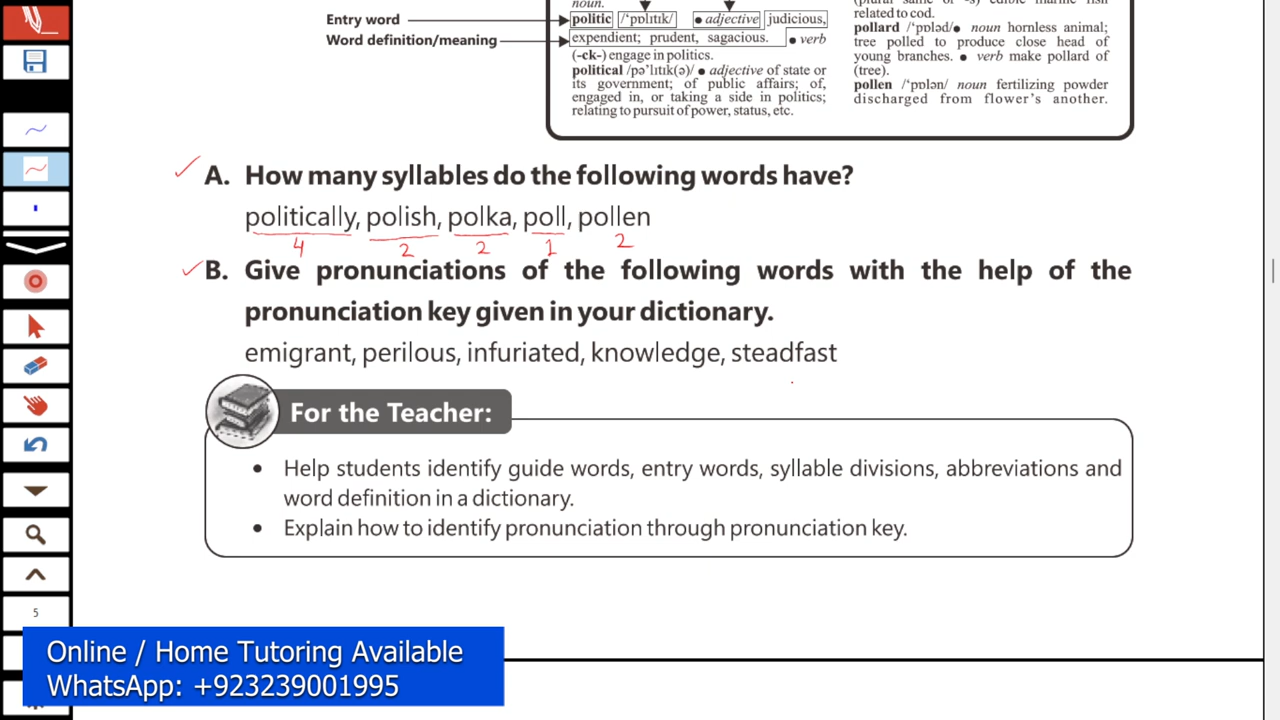 noun.
Entry word
politic /'pɒlɪtɪk/ ● adjective judicious,
Word definition/meaning
expendient; prudent, sagacious. ● verb
(-ck-) engage in politics.
political /pə'lɪtɪk(ə)/ ● adjective of state or
its government; of public affairs; of,
engaged in, or taking a side in politics;
relating to pursuit of power, status, etc.
related to cod.
pollard /'pɒləd/● noun hornless animal;
tree polled to produce close head of
young branches. ● verb make pollard of
(tree).
pollen /'pɒlən/ noun fertilizing powder
discharged from flower's another.
A. How many syllables do the following words have?
politically, polish, polka, poll, pollen
4 2 2 1 2
B. Give pronunciations of the following words with the help of the
pronunciation key given in your dictionary.
emigrant, perilous, infuriated, knowledge, steadfast
For the Teacher:
• Help students identify guide words, entry words, syllable divisions, abbreviations and
word definition in a dictionary.
• Explain how to identify pronunciation through pronunciation key.
5
Online / Home Tutoring Available
WhatsApp: +923239001995